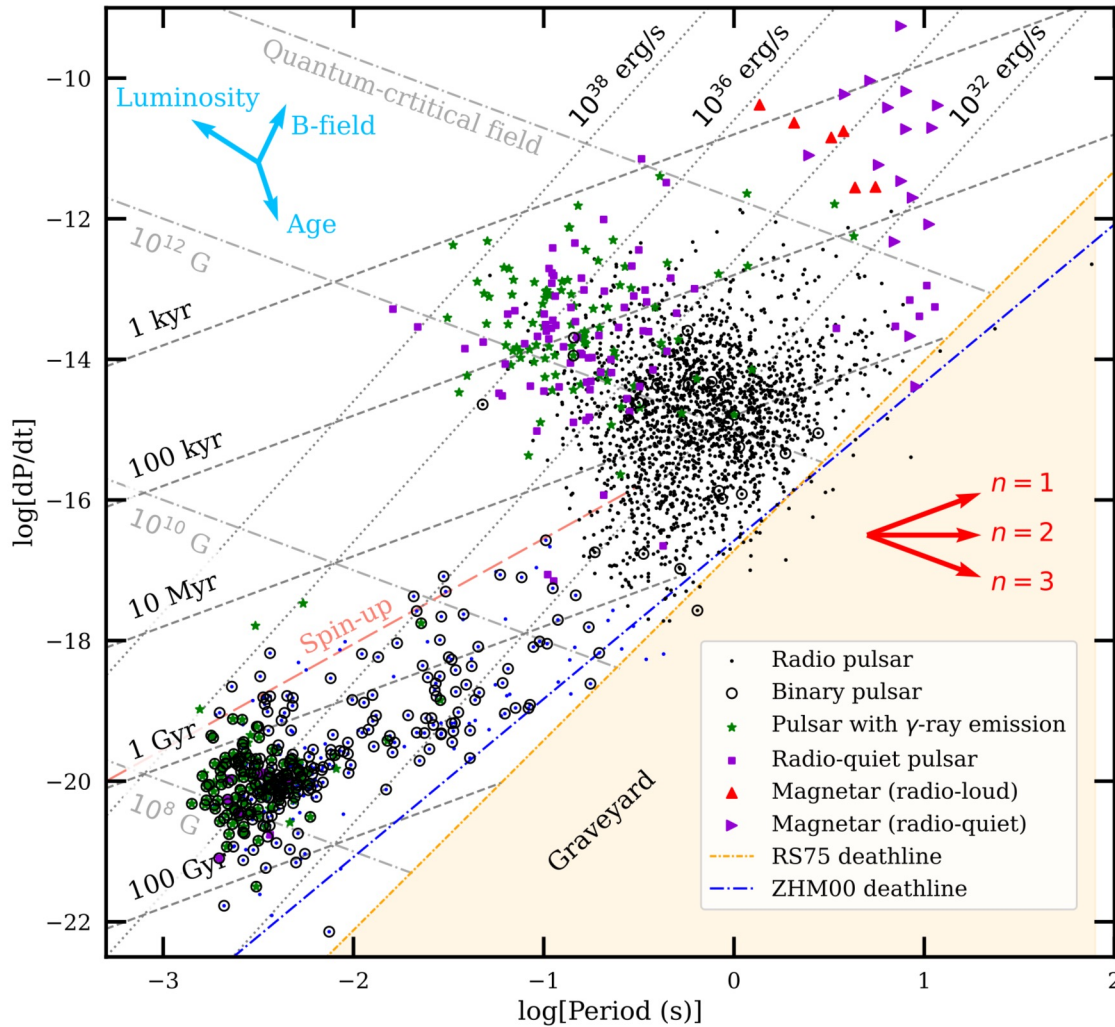 Quantum-crtitical field
10³⁸ erg/s
10³⁶ erg/s
10³² erg/s
Luminosity
B-field
Age
10¹² G
1 kyr
100 kyr
10¹⁰ G
10 Myr
Spin-up
1 Gyr
10⁸ G
100 Gyr
Graveyard
n = 1
n = 2
n = 3
Radio pulsar
Binary pulsar
Pulsar with γ-ray emission
Radio-quiet pulsar
Magnetar (radio-loud)
Magnetar (radio-quiet)
RS75 deathline
ZHM00 deathline
log[dP/dt]
−10
−12
−14
−16
−18
−20
−22
−3
−2
−1
0
1
2
log[Period (s)]